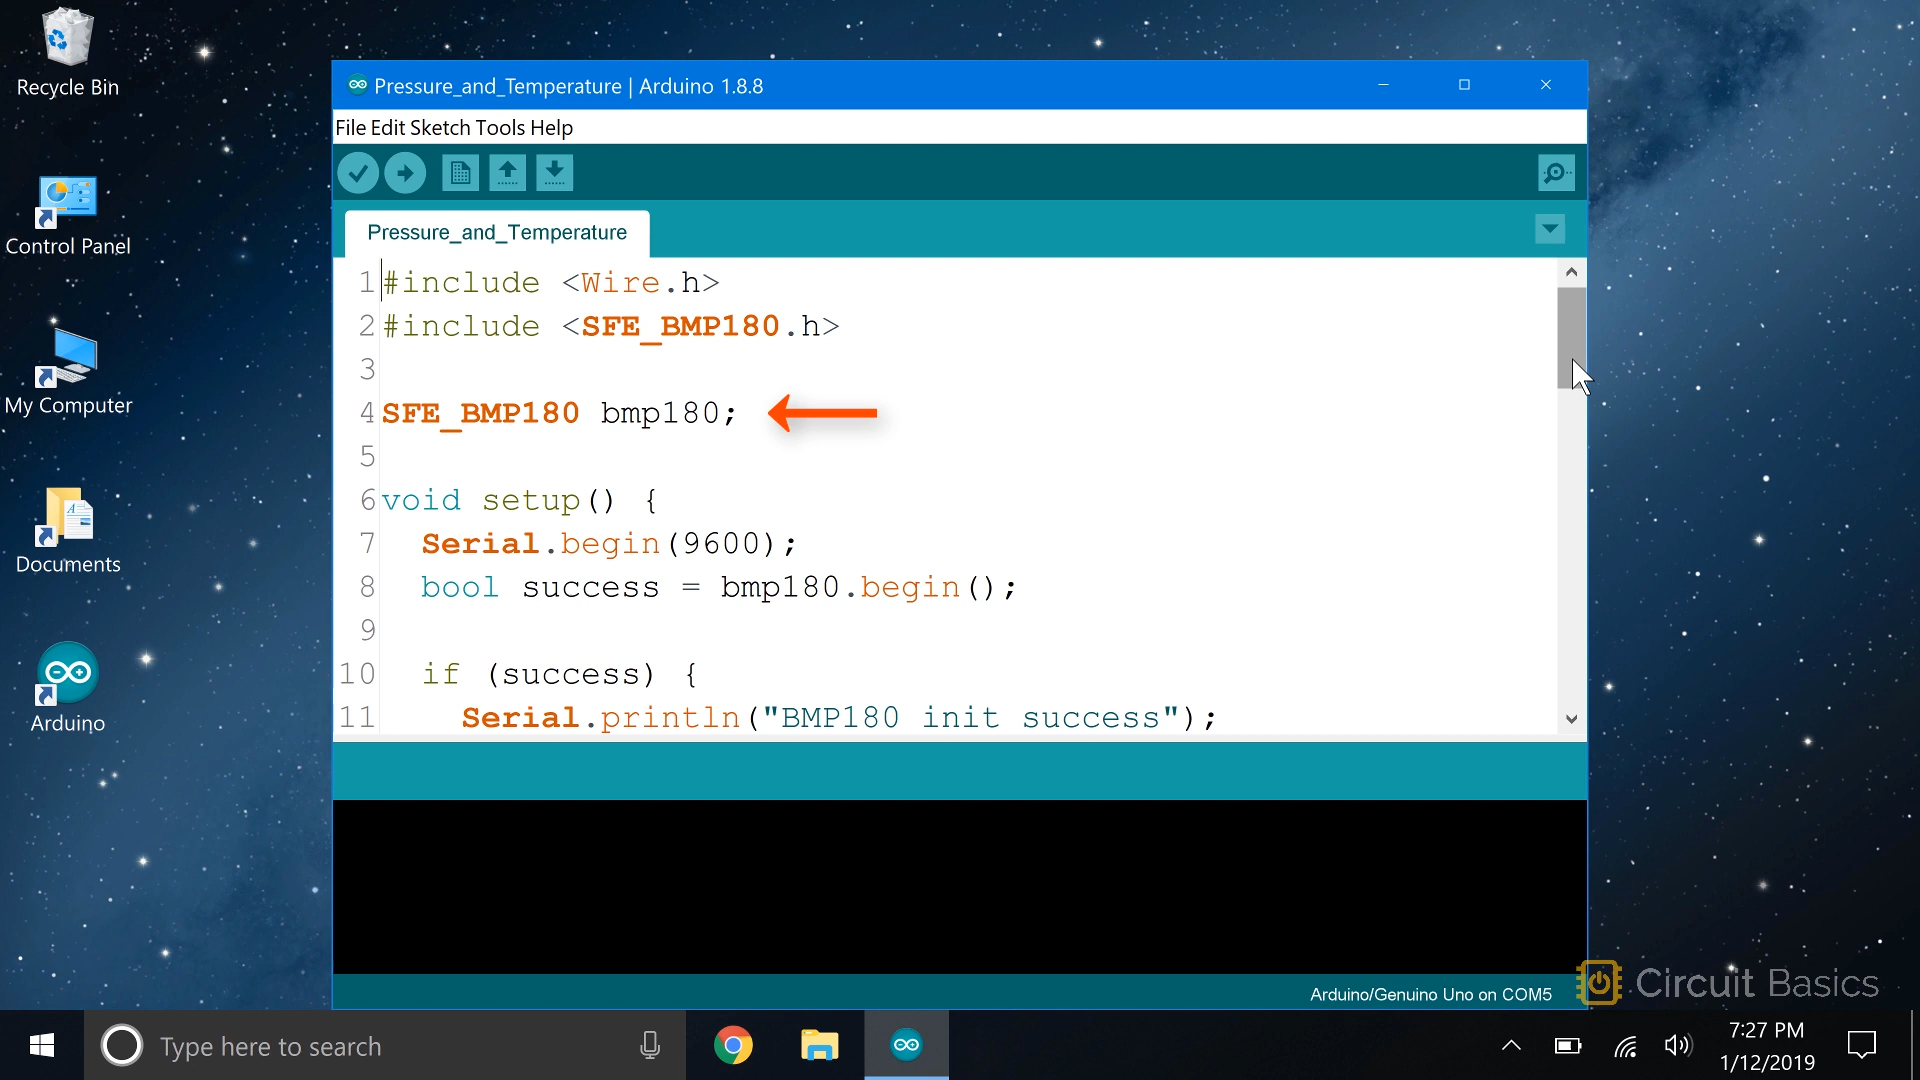 Recycle Bin
Control Panel
My Computer
Documents
Arduino
Pressure_and_Temperature | Arduino 1.8.8
File Edit Sketch Tools Help
Pressure_and_Temperature
1 #include <Wire.h>
2 #include <SFE_BMP180.h>
3
4 SFE_BMP180 bmp180;
5
6 void setup() {
7 Serial.begin(9600);
8 bool success = bmp180.begin();
9
10 if (success) {
11 Serial.println("BMP180 init success");
Arduino/Genuino Uno on COM5
Circuit Basics
Type here to search
7:27 PM
1/12/2019